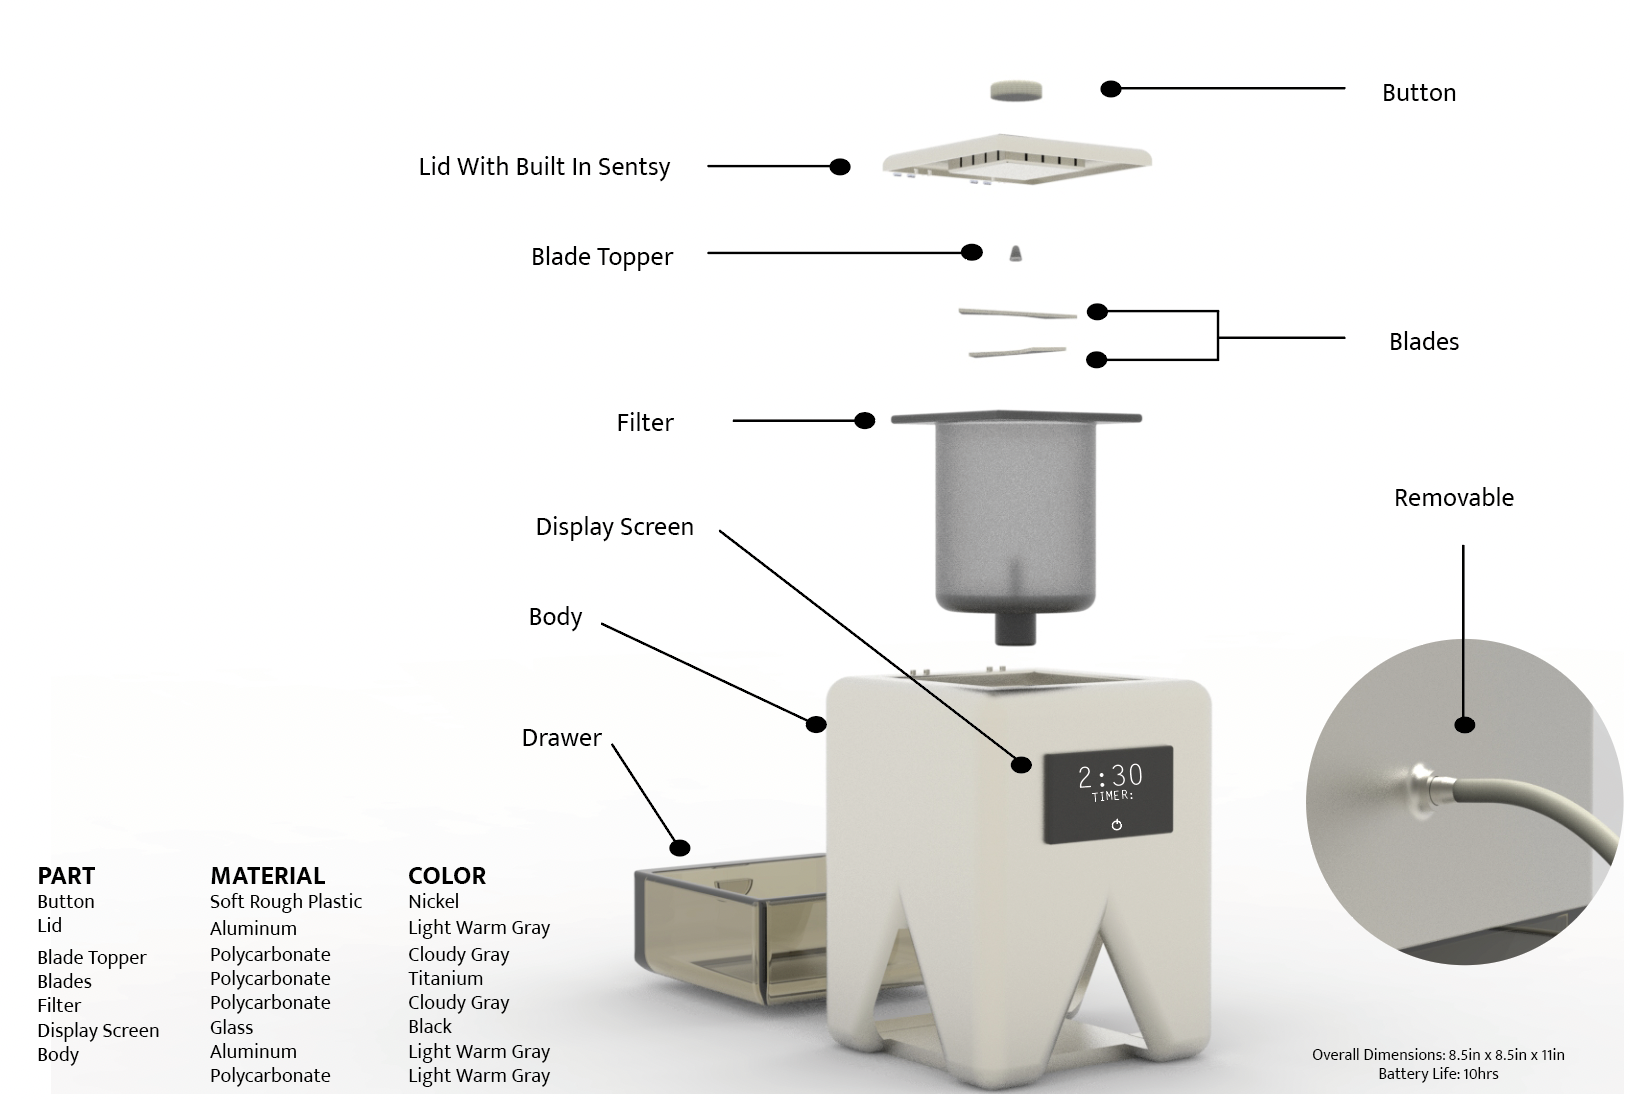 Button
Lid With Built In Sentsy
Blade Topper
Blades
Filter
Removable
Display Screen
Body
Drawer
2:30
TIMER:
PART MATERIAL COLOR
Button Soft Rough Plastic Nickel
Lid Aluminum Light Warm Gray
Blade Topper Polycarbonate Cloudy Gray
Blades Polycarbonate Titanium
Filter Polycarbonate Cloudy Gray
Display Screen Glass Black
Body Aluminum Light Warm Gray
Polycarbonate Light Warm Gray
Overall Dimensions: 8.5in x 8.5in x 11in
Battery Life: 10hrs